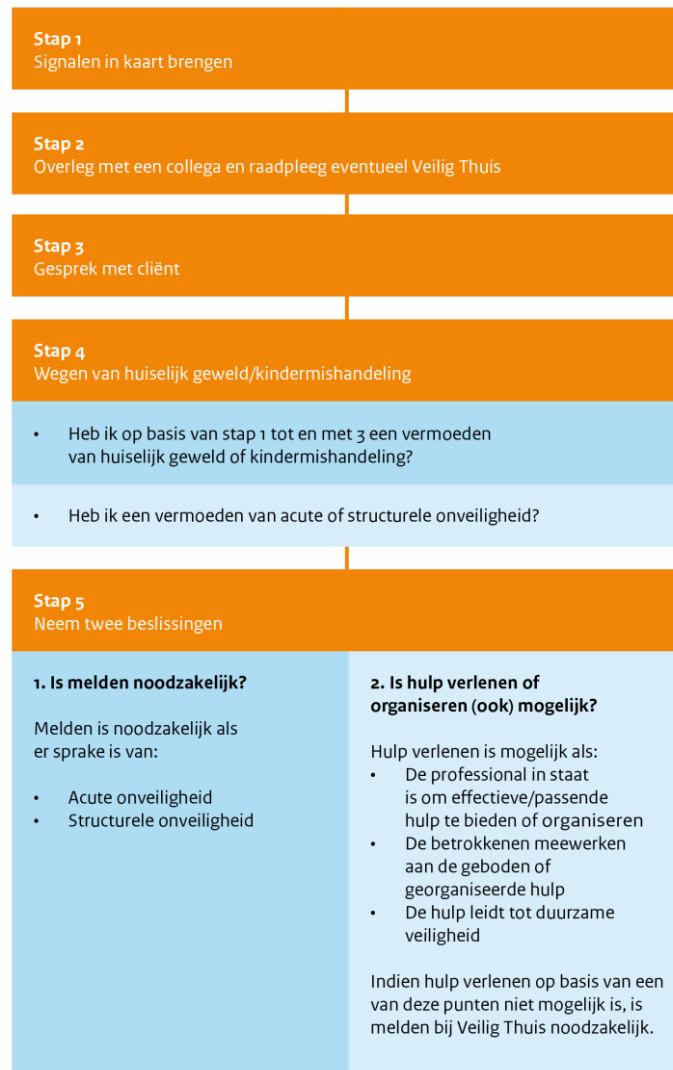 Stap 1
Signalen in kaart brengen
Stap 2
Overleg met een collega en raadpleeg eventueel Veilig Thuis
Stap 3
Gesprek met cliënt
Stap 4
Wegen van huiselijk geweld/kindermishandeling
• Heb ik op basis van stap 1 tot en met 3 een vermoeden
van huiselijk geweld of kindermishandeling?
• Heb ik een vermoeden van acute of structurele onveiligheid?
Stap 5
Neem twee beslissingen
1. Is melden noodzakelijk?
Melden is noodzakelijk als
er sprake is van:
• Acute onveiligheid
• Structurele onveiligheid
2. Is hulp verlenen of
organiseren (ook) mogelijk?
Hulp verlenen is mogelijk als:
• De professional in staat
is om effectieve/passende
hulp te bieden of organiseren
• De betrokkenen meewerken
aan de geboden of
georganiseerde hulp
• De hulp leidt tot duurzame
veiligheid
Indien hulp verlenen op basis van een
van deze punten niet mogelijk is, is
melden bij Veilig Thuis noodzakelijk.